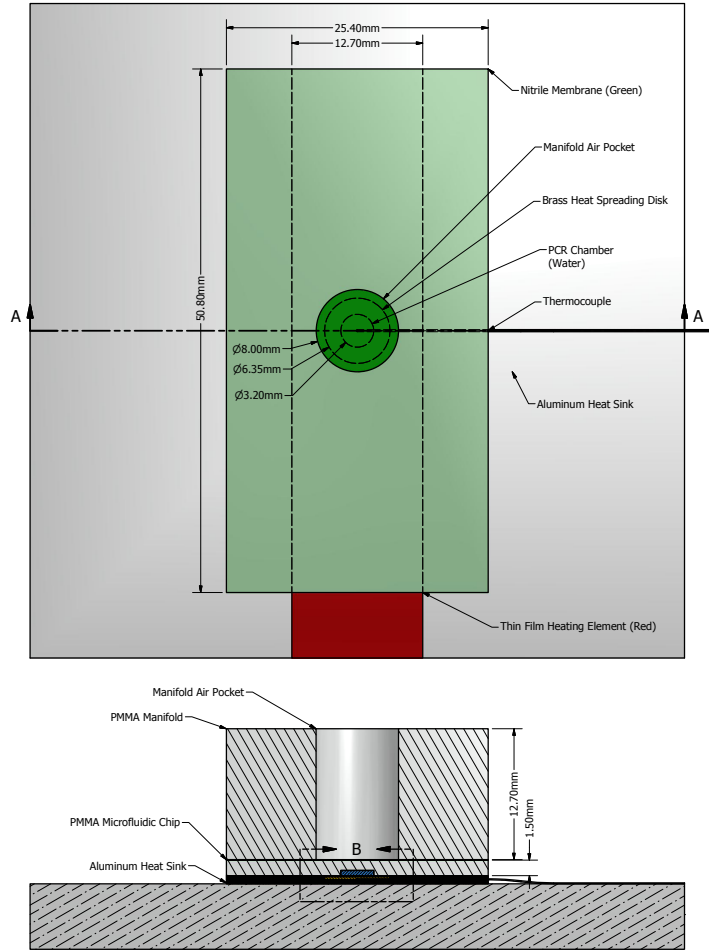 25.40mm
12.70mm
Nitrile Membrane (Green)
Manifold Air Pocket
Brass Heat Spreading Disk
PCR Chamber
(Water)
50.80mm
Thermocouple
A
A
Ø8.00mm
Ø6.35mm
Ø3.20mm
Aluminum Heat Sink
Thin Film Heating Element (Red)
Manifold Air Pocket
PMMA Manifold
12.70mm
1.50mm
PMMA Microfluidic Chip
B
Aluminum Heat Sink